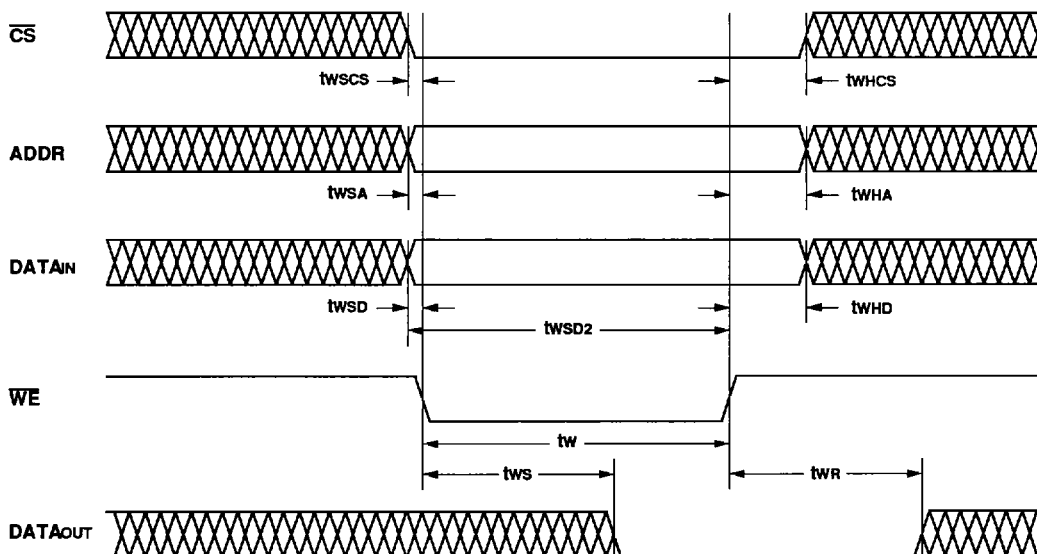 CS
tWSCS
tWHCS
ADDR
tWSA
tWHA
DATAIN
tWSD
tWHD
tWSD2
WE
tW
tWS
tWR
DATAOUT